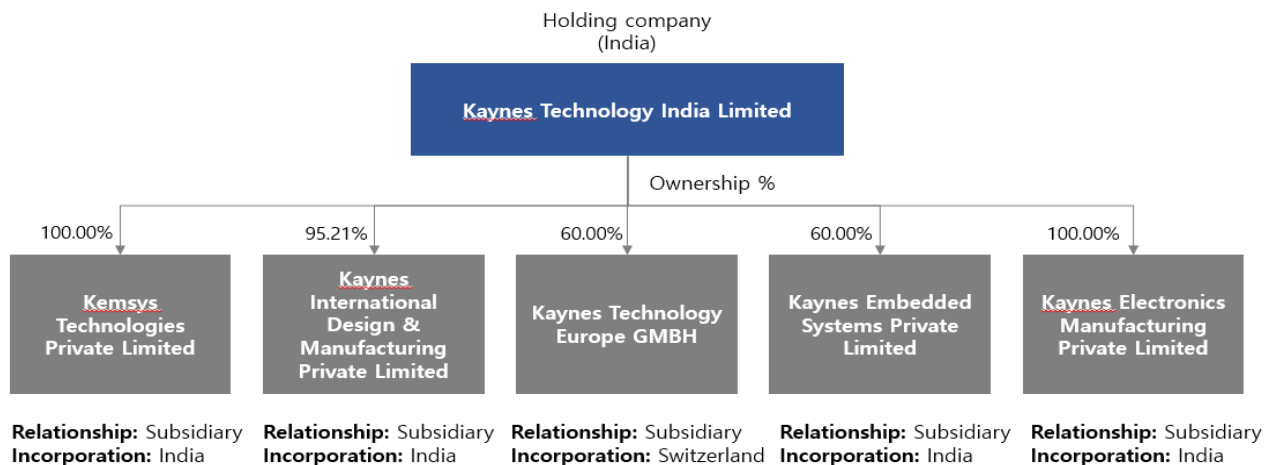 Holding company
(India)
Kaynes Technology India Limited
Ownership %
100.00%
95.21%
60.00%
60.00%
100.00%
Kemsys
Technologies
Private Limited
Kaynes
International
Design &
Manufacturing
Private Limited
Kaynes Technology
Europe GMBH
Kaynes Embedded
Systems Private
Limited
Kaynes Electronics
Manufacturing
Private Limited
Relationship: Subsidiary
Incorporation: India
Relationship: Subsidiary
Incorporation: India
Relationship: Subsidiary
Incorporation: Switzerland
Relationship: Subsidiary
Incorporation: India
Relationship: Subsidiary
Incorporation: India